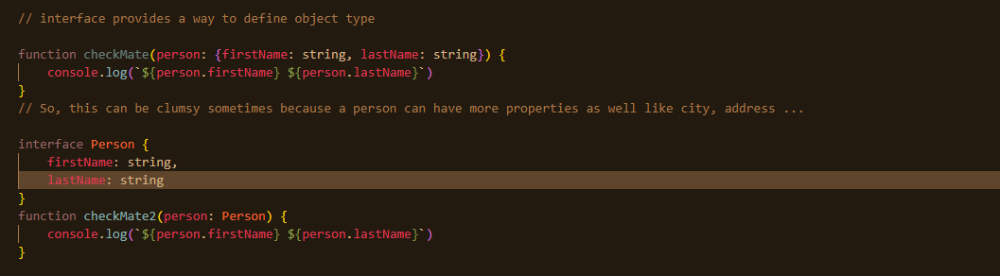 // interface provides a way to define object type
function checkMate(person: {firstName: string, lastName: string}) {
console.log(`${person.firstName} ${person.lastName}`)
}
// So, this can be clumsy sometimes because a person can have more properties as well like city, address ...
interface Person {
firstName: string,
lastName: string
}
function checkMate2(person: Person) {
console.log(`${person.firstName} ${person.lastName}`)
}